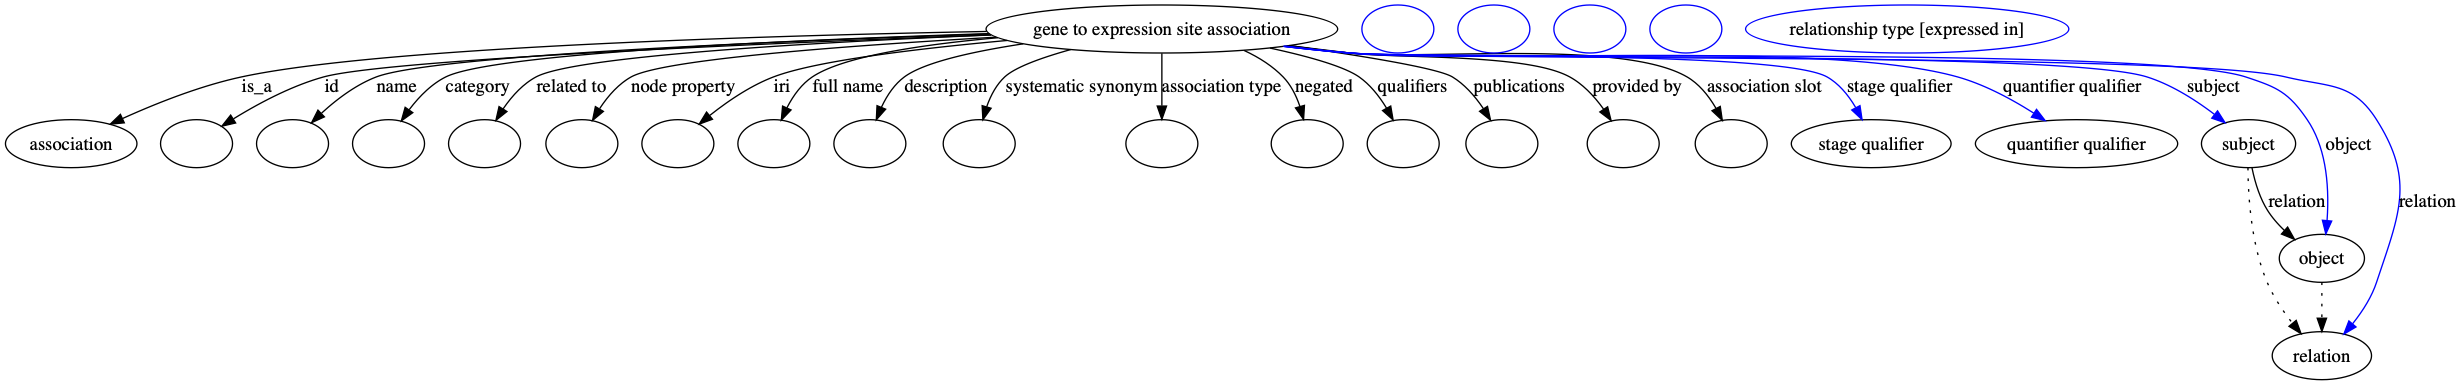 gene to expression site association
relationship type [expressed in]
is_a
id
name
category
related to
node property
iri
full name
description
systematic synonym
association type
negated
qualifiers
publications
provided by
association slot
stage qualifier
quantifier qualifier
subject
association
stage qualifier
quantifier qualifier
subject
object
relation
relation
object
relation